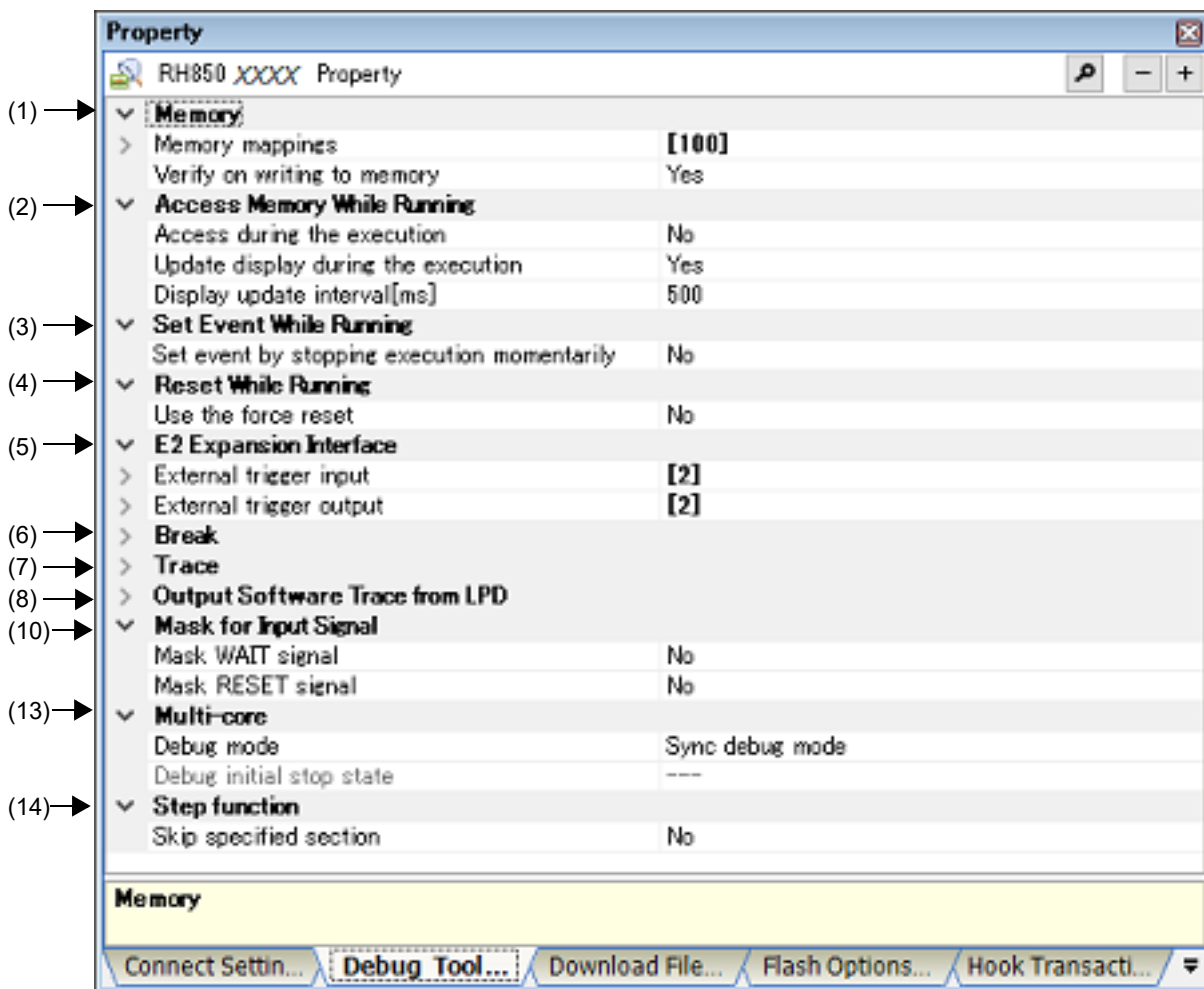 Property
RH850 XXXX Property
(1) Memory
Memory mappings [100]
Verify on writing to memory Yes
(2) Access Memory While Running
Access during the execution No
Update display during the execution Yes
Display update interval[ms] 500
(3) Set Event While Running
Set event by stopping execution momentarily No
(4) Reset While Running
Use the force reset No
(5) E2 Expansion Interface
External trigger input [2]
External trigger output [2]
(6) Break
(7) Trace
(8) Output Software Trace from LPD
(10) Mask for Input Signal
Mask WAIT signal No
Mask RESET signal No
(13) Multi-core
Debug mode Sync debug mode
Debug initial stop state ---
(14) Step function
Skip specified section No
Memory
Connect Settin... Debug Tool... Download File... Flash Options... Hook Transacti...